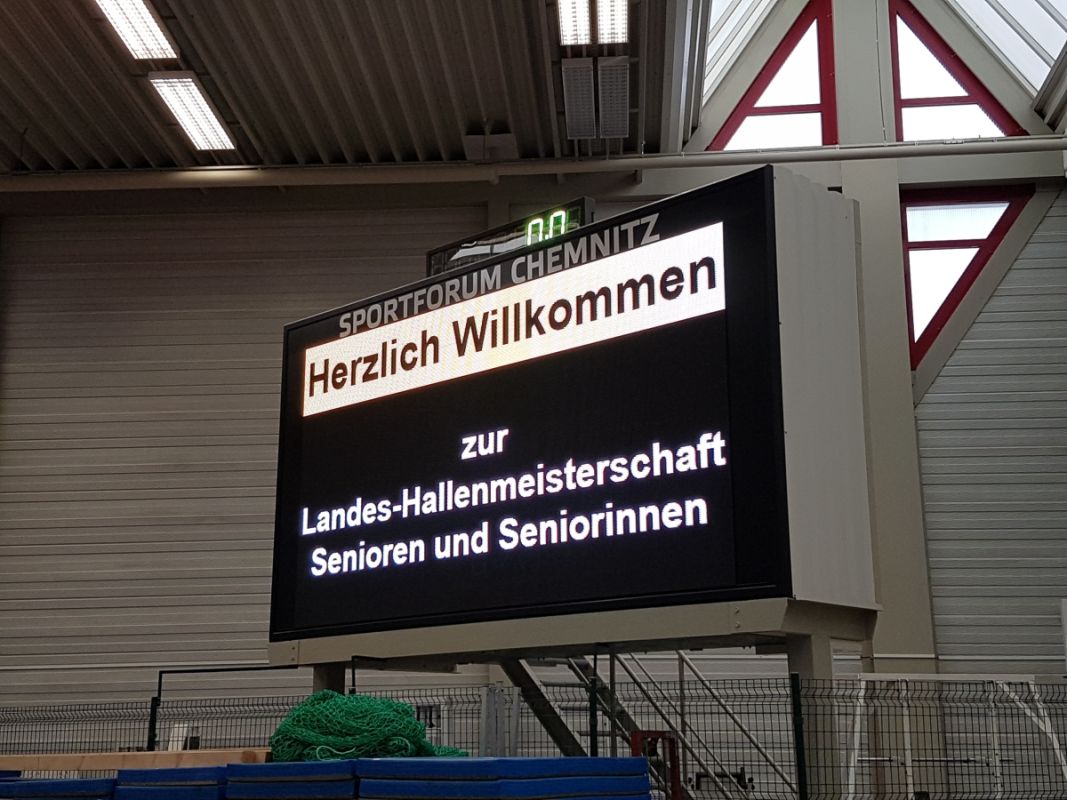 0.0
SPORTFORUM CHEMNITZ
Herzlich Willkommen
zur
Landes-Hallenmeisterschaft
Senioren und Seniorinnen